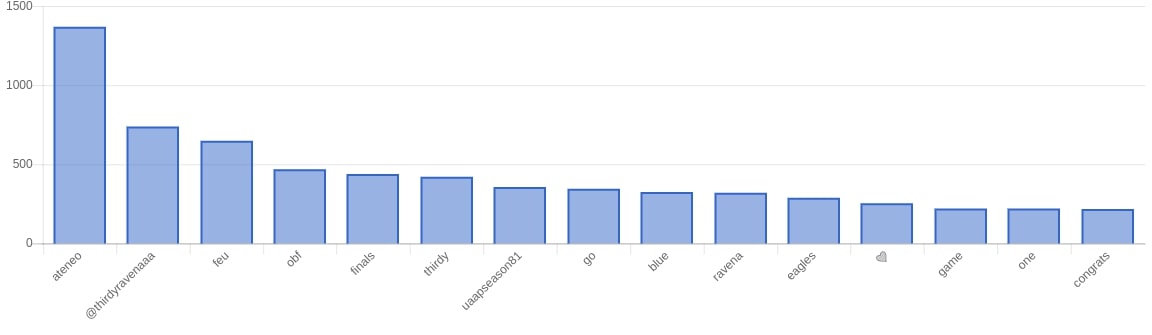 1500
1000
500
0
ateneo
@thirdyravenaaa
feu
obf
finals
thirdy
uaapseason81
go
blue
ravena
eagles
game
one
congrats